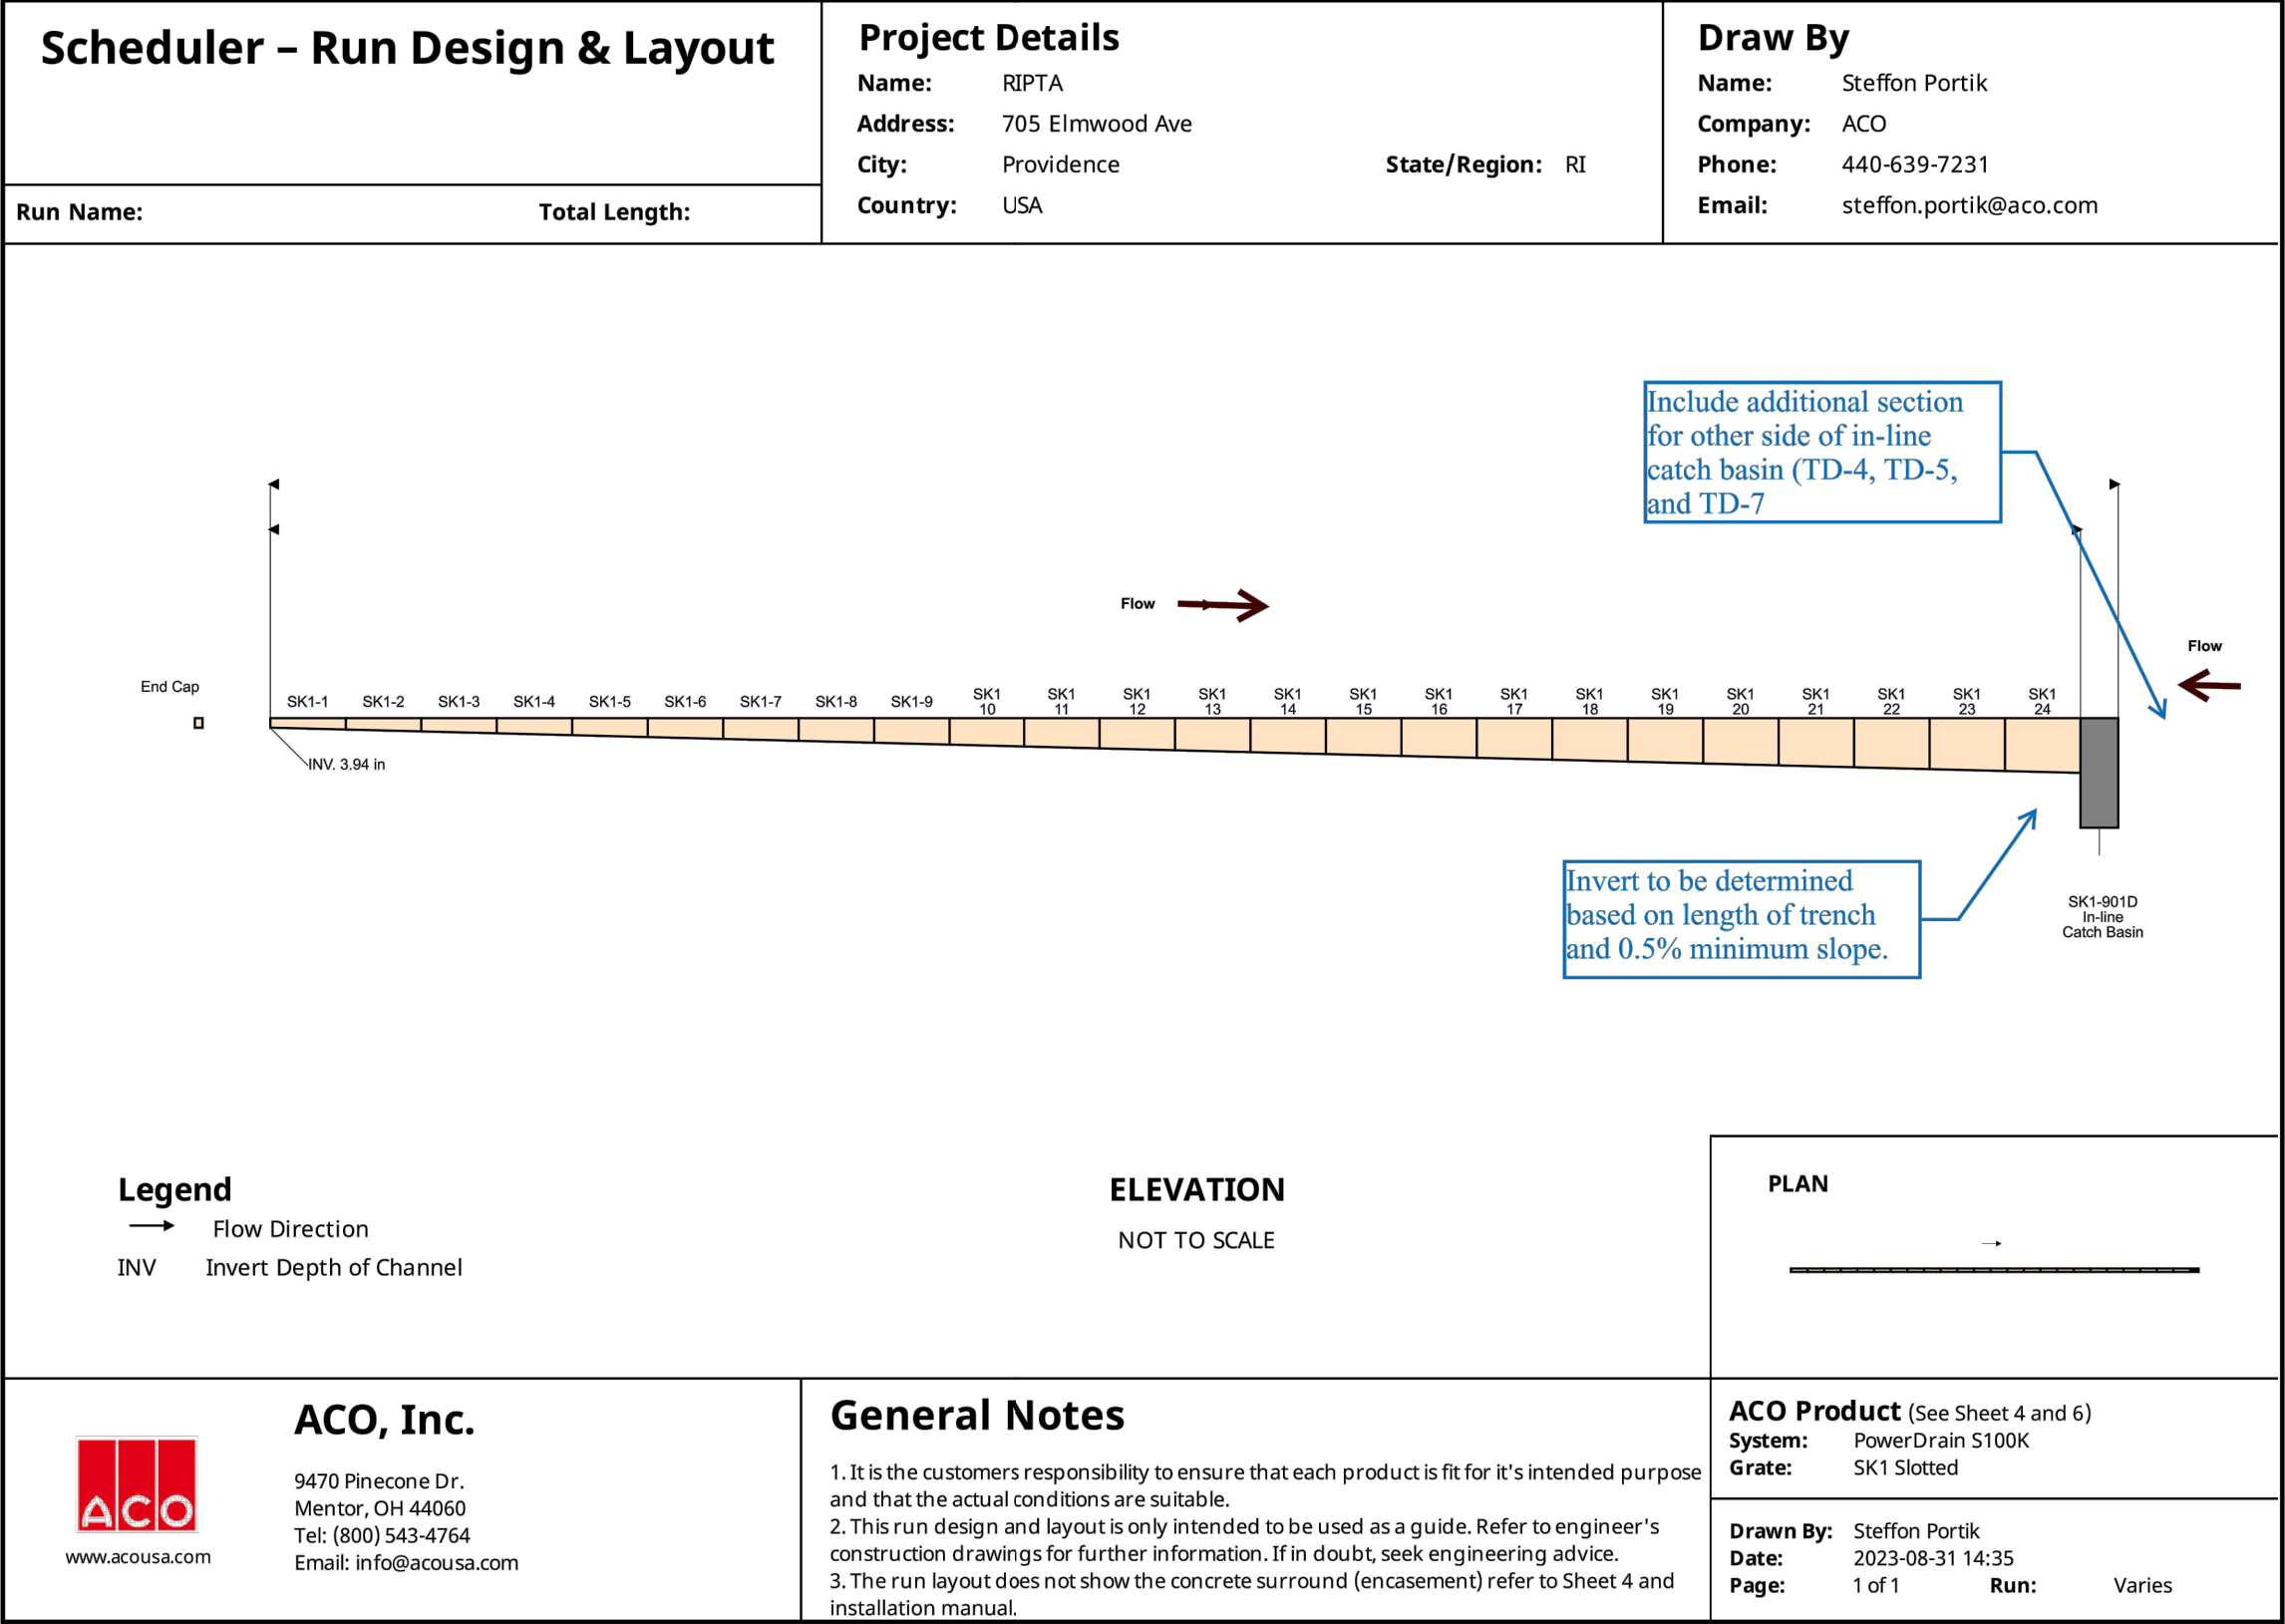 Scheduler – Run Design & Layout
Run Name:
Total Length:
Project Details
Name: RIPTA
Address: 705 Elmwood Ave
City: Providence State/Region: RI
Country: USA
Draw By
Name: Steffon Portik
Company: ACO
Phone: 440-639-7231
Email: steffon.portik@aco.com
Include additional section
for other side of in-line
catch basin (TD-4, TD-5,
and TD-7
Flow
Flow
End Cap
SK1-1
SK1-2
SK1-3
SK1-4
SK1-5
SK1-6
SK1-7
SK1-8
SK1-9
SK1
10
SK1
11
SK1
12
SK1
13
SK1
14
SK1
15
SK1
16
SK1
17
SK1
18
SK1
19
SK1
20
SK1
21
SK1
22
SK1
23
SK1
24
INV. 3.94 in
Invert to be determined
based on length of trench
and 0.5% minimum slope.
SK1-901D
In-line
Catch Basin
Legend
Flow Direction
INV Invert Depth of Channel
ELEVATION
NOT TO SCALE
PLAN
ACO
www.acousa.com
ACO, Inc.
9470 Pinecone Dr.
Mentor, OH 44060
Tel: (800) 543-4764
Email: info@acousa.com
General Notes
1. It is the customers responsibility to ensure that each product is fit for it's intended purpose
and that the actual conditions are suitable.
2. This run design and layout is only intended to be used as a guide. Refer to engineer's
construction drawings for further information. If in doubt, seek engineering advice.
3. The run layout does not show the concrete surround (encasement) refer to Sheet 4 and
installation manual.
ACO Product (See Sheet 4 and 6)
System: PowerDrain S100K
Grate: SK1 Slotted
Drawn By: Steffon Portik
Date: 2023-08-31 14:35
Page: 1 of 1 Run: Varies